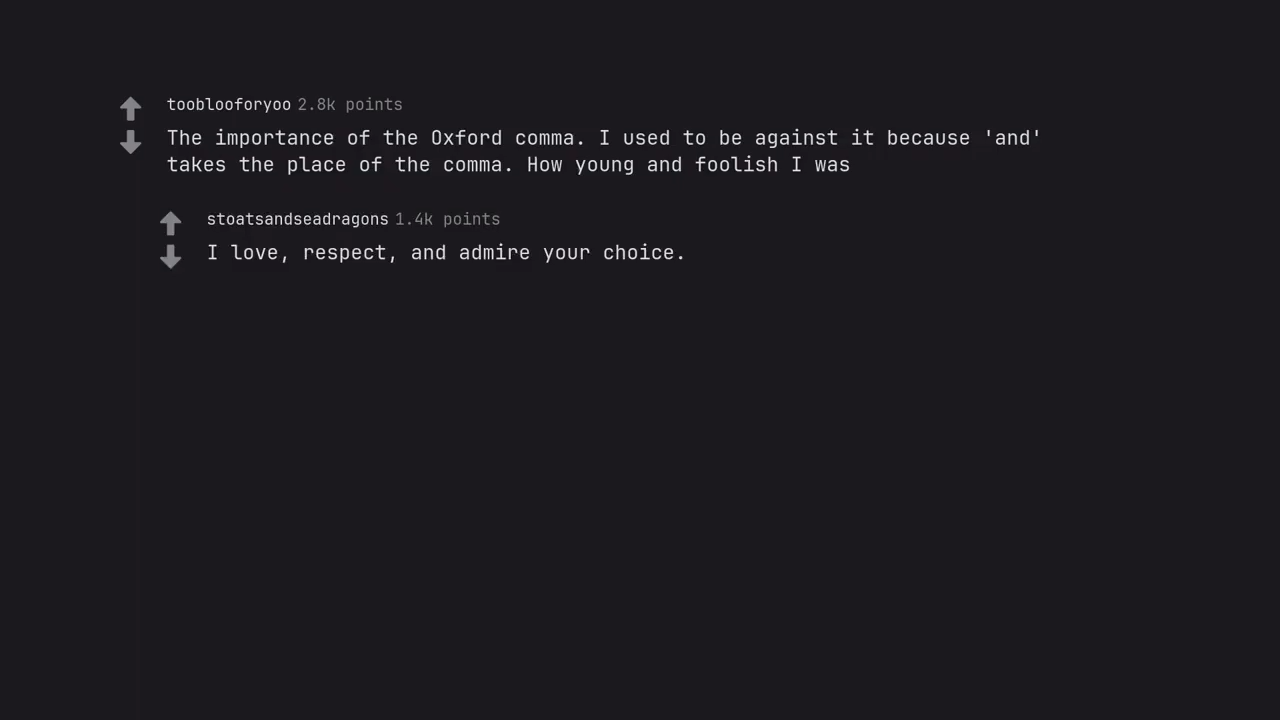 tooblooforyoo 2.8k points
The importance of the Oxford comma. I used to be against it because 'and'
takes the place of the comma. How young and foolish I was
stoatsandseadragons 1.4k points
I love, respect, and admire your choice.